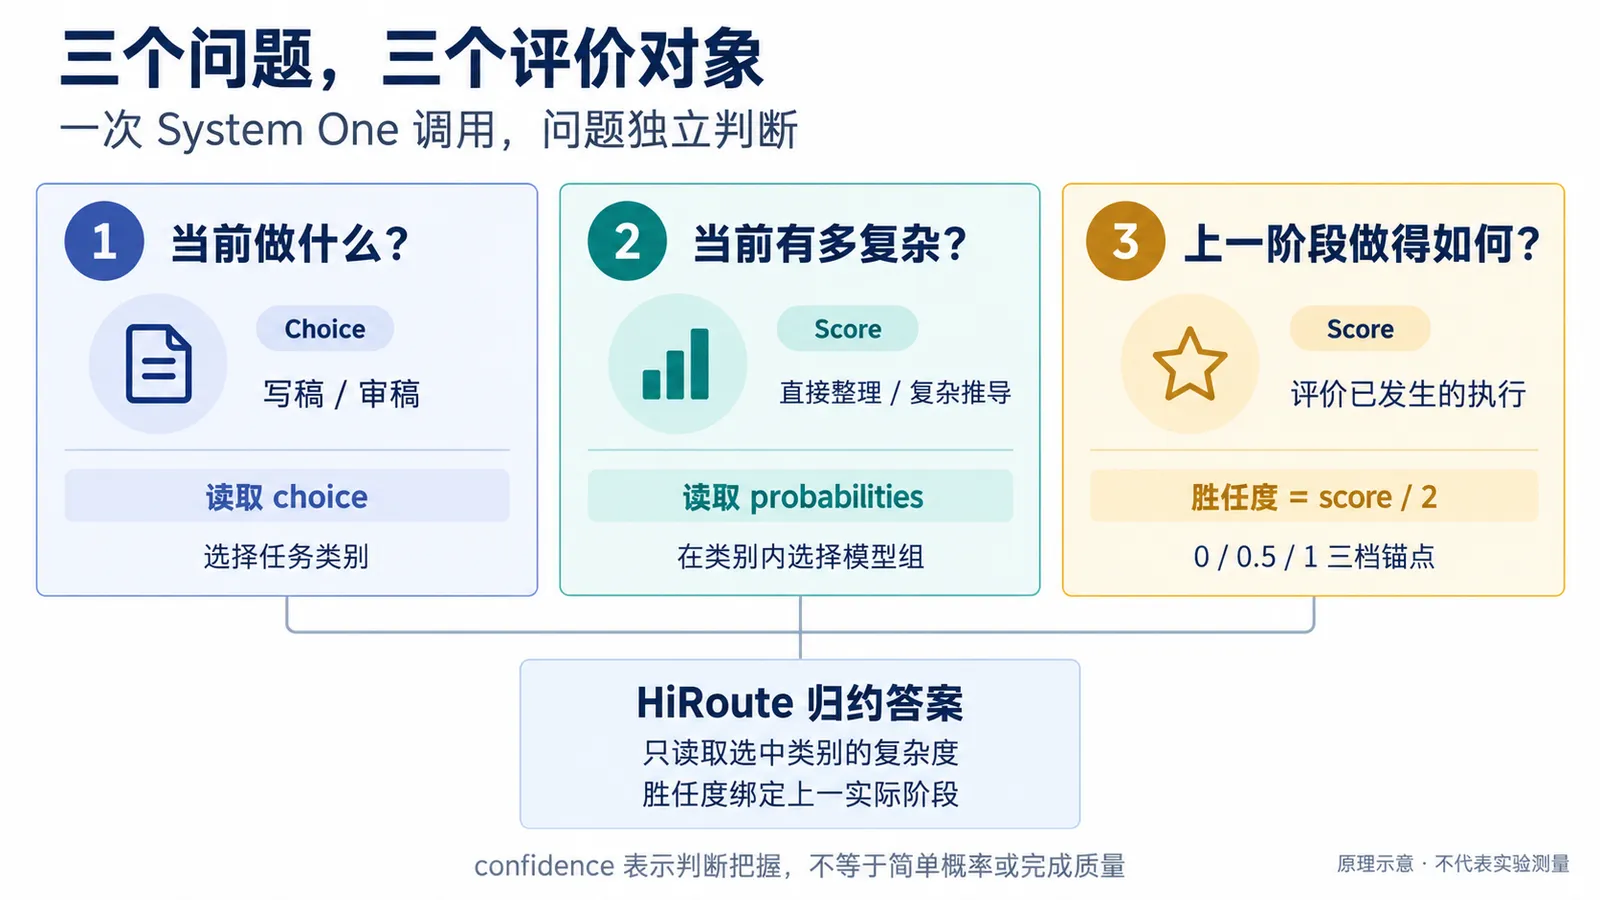 三个问题，三个评价对象
一次 System One 调用，问题独立判断
1 当前做什么？
Choice
写稿 / 审稿
读取 choice
选择任务类别
2 当前有多复杂？
Score
直接整理 / 复杂推导
读取 probabilities
在类别内选择模型组
3 上一阶段做得如何？
Score
评价已发生的执行
胜任度 = score / 2
0 / 0.5 / 1 三档锚点
HiRoute 归约答案
只读取选中类别的复杂度
胜任度绑定上一实际阶段
confidence 表示判断把握，不等于简单概率或完成质量
原理示意 · 不代表实验测量